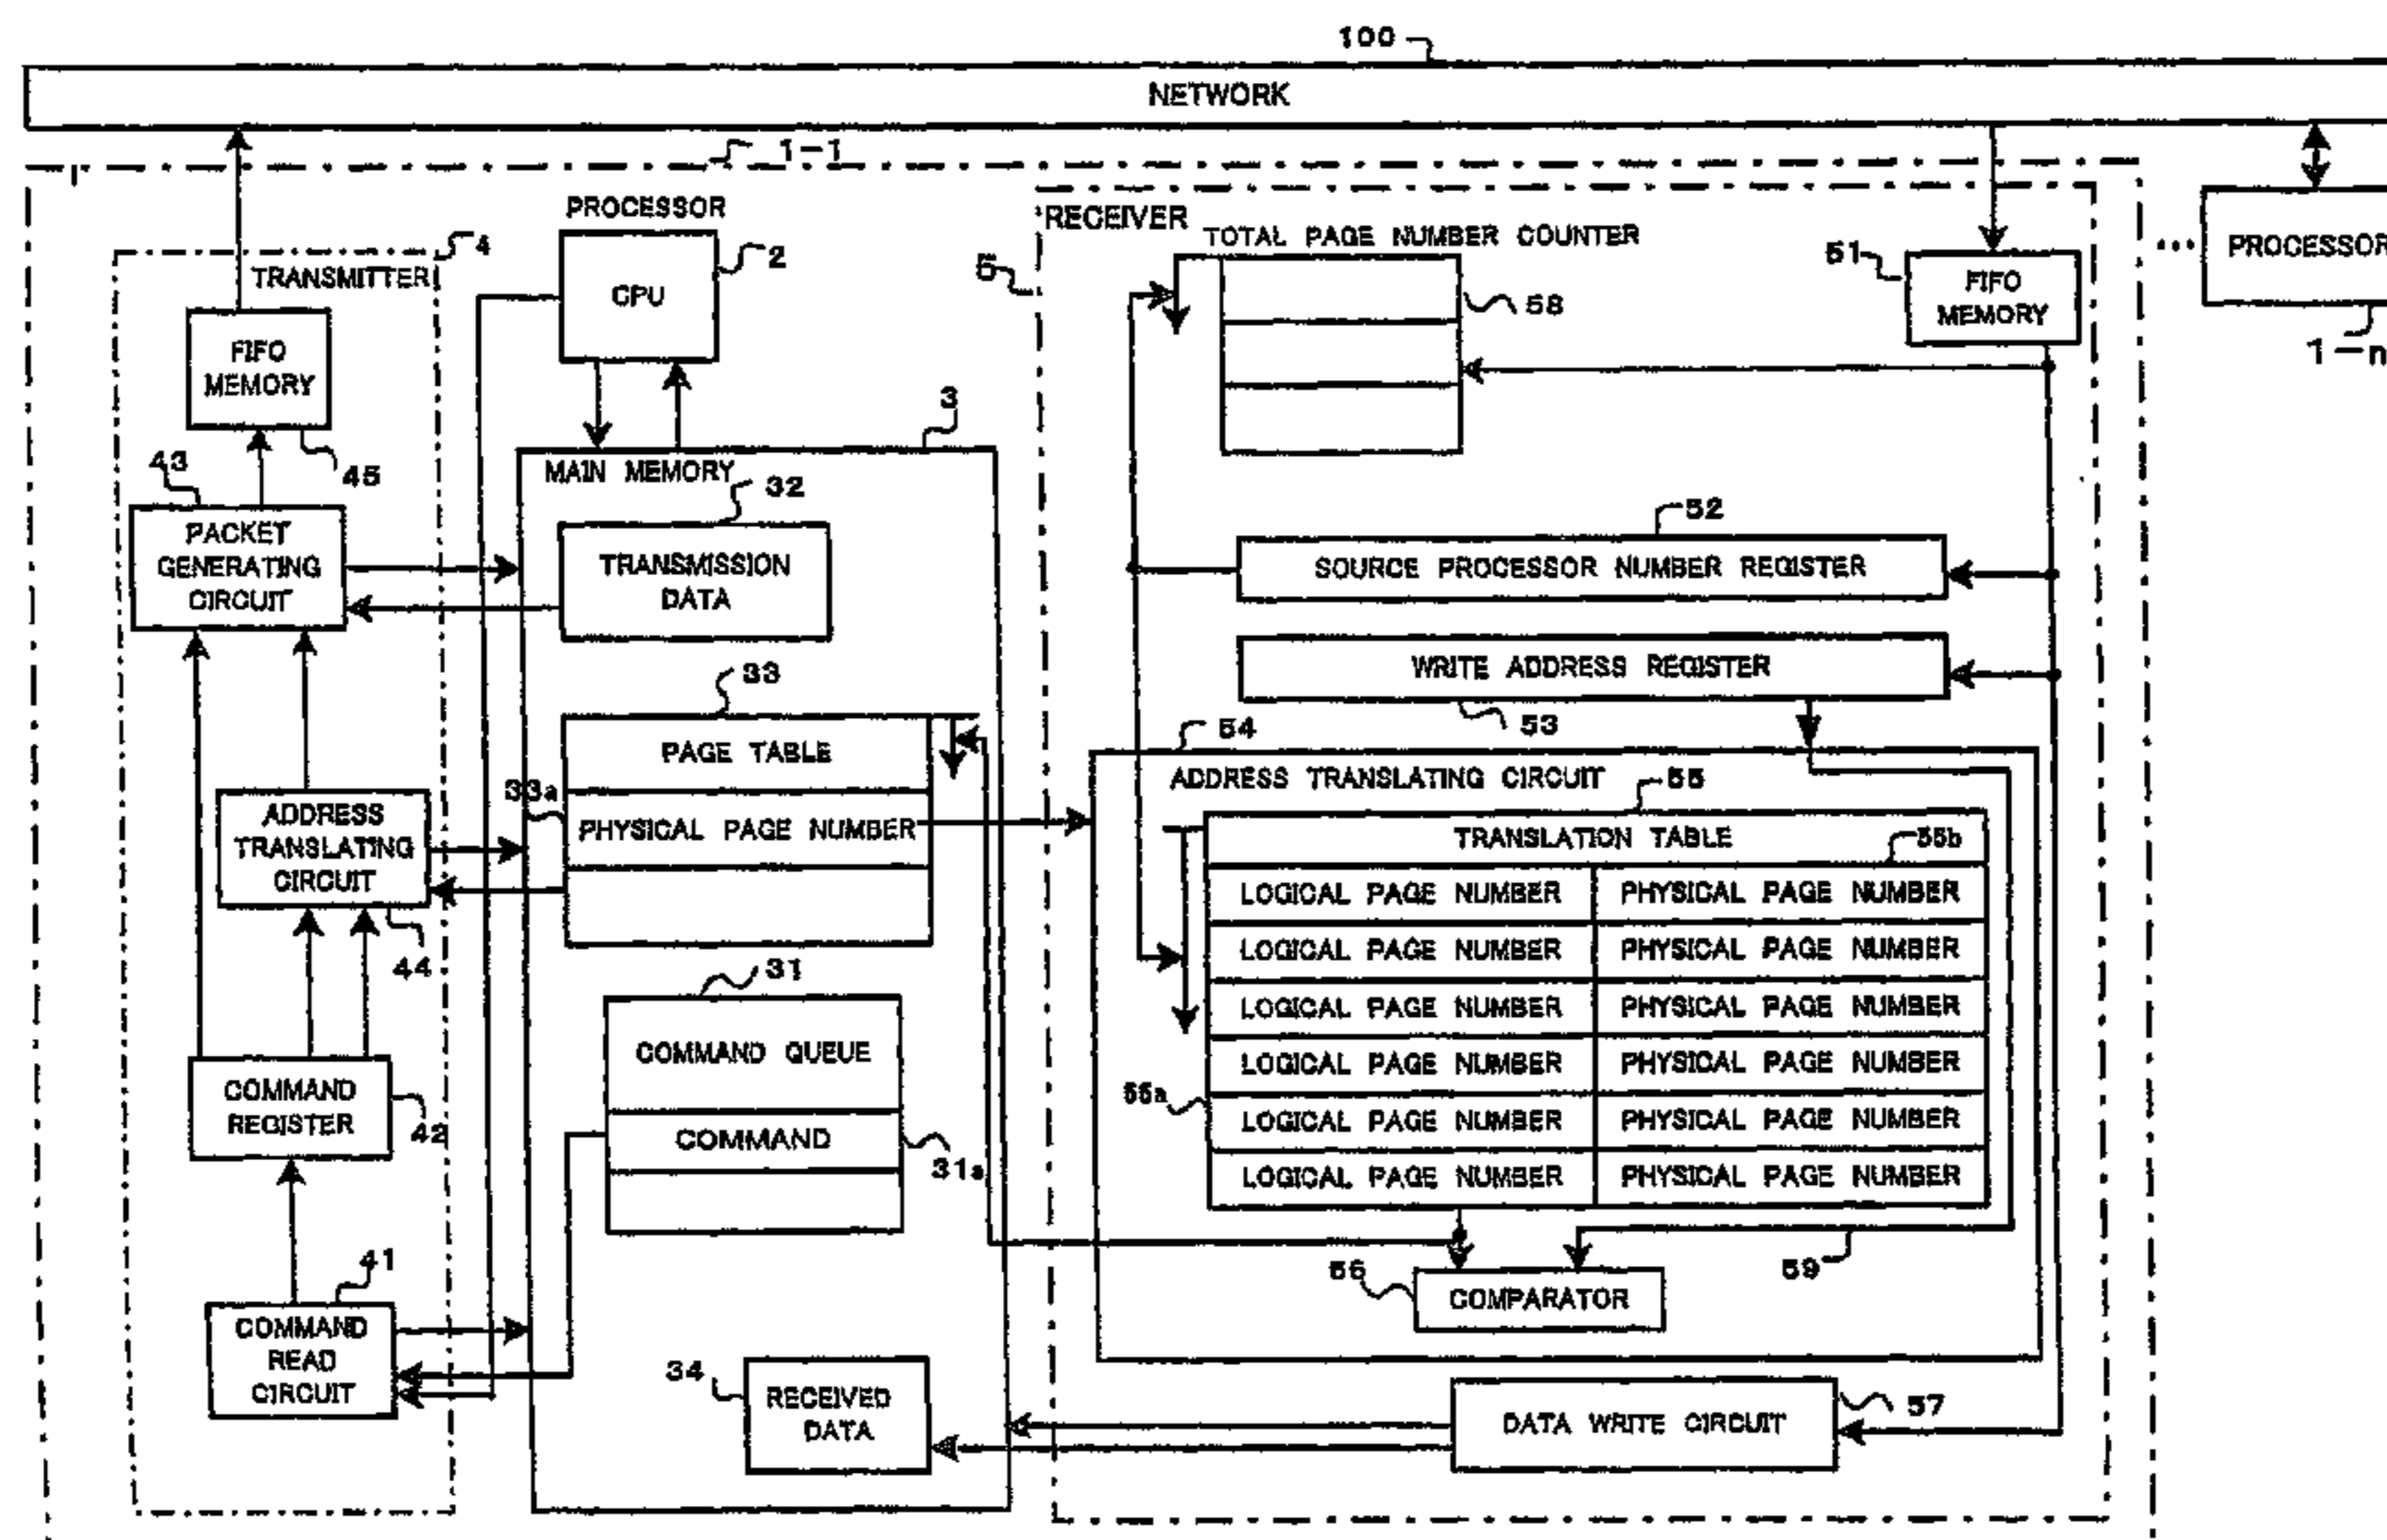 100
NETWORK
1-1
PROCESSOR
RECEIVER
TOTAL PAGE NUMBER COUNTER
4
TRANSMITTER
2
CPU
5
58
51
FIFO
MEMORY
...
PROCESSOR
1-n
FIFO
MEMORY
45
3
MAIN MEMORY
43
PACKET
GENERATING
CIRCUIT
32
TRANSMISSION
DATA
52
SOURCE PROCESSOR NUMBER REGISTER
WRITE ADDRESS REGISTER
53
33
PAGE TABLE
33a
PHYSICAL PAGE NUMBER
54
ADDRESS TRANSLATING CIRCUIT
55
TRANSLATION TABLE
55b
ADDRESS
TRANSLATING
CIRCUIT
44
LOGICAL PAGE NUMBER PHYSICAL PAGE NUMBER
LOGICAL PAGE NUMBER PHYSICAL PAGE NUMBER
LOGICAL PAGE NUMBER PHYSICAL PAGE NUMBER
LOGICAL PAGE NUMBER PHYSICAL PAGE NUMBER
55a
LOGICAL PAGE NUMBER PHYSICAL PAGE NUMBER
LOGICAL PAGE NUMBER PHYSICAL PAGE NUMBER
31
COMMAND QUEUE
COMMAND
31a
COMMAND
REGISTER
42
41
COMMAND
READ
CIRCUIT
56
COMPARATOR
59
34
RECEIVED
DATA
DATA WRITE CIRCUIT
57